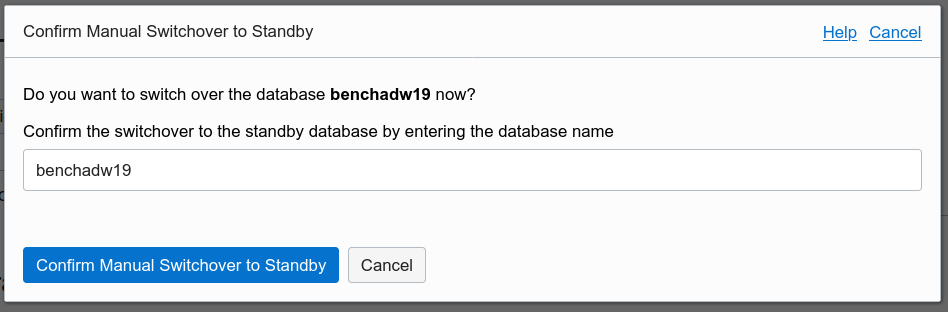 Confirm Manual Switchover to Standby
Help Cancel
Do you want to switch over the database benchadw19 now?
Confirm the switchover to the standby database by entering the database name
benchadw19
Confirm Manual Switchover to Standby
Cancel